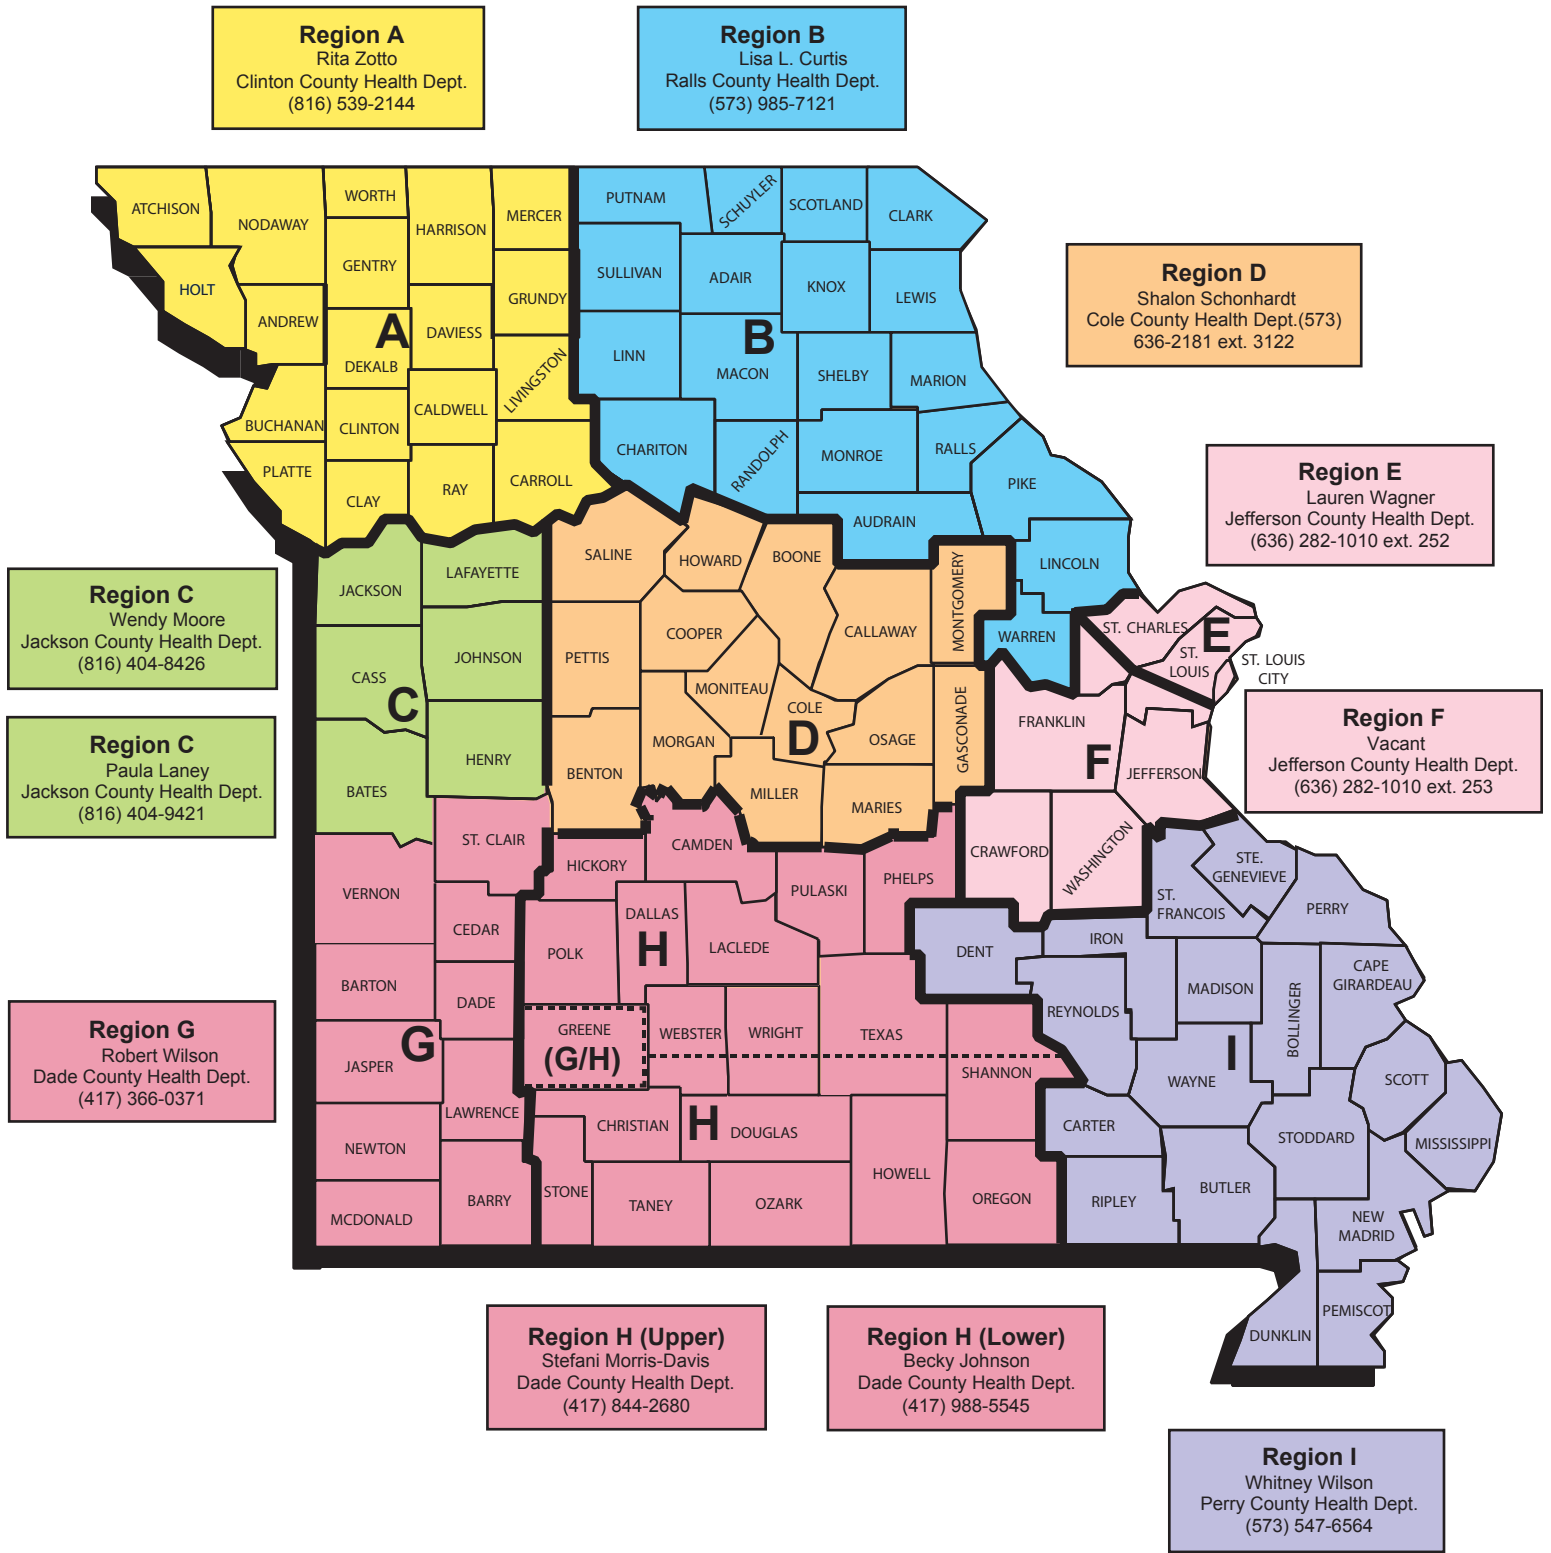 Region A
Rita Zotto
Clinton County Health Dept.
(816) 539-2144
Region B
Lisa L. Curtis
Ralls County Health Dept.
(573) 985-7121
Region D
Shalon Schonhardt
Cole County Health Dept.(573)
636-2181 ext. 3122
Region E
Lauren Wagner
Jefferson County Health Dept.
(636) 282-1010 ext. 252
Region C
Wendy Moore
Jackson County Health Dept.
(816) 404-8426
Region C
Paula Laney
Jackson County Health Dept.
(816) 404-9421
Region F
Vacant
Jefferson County Health Dept.
(636) 282-1010 ext. 253
Region G
Robert Wilson
Dade County Health Dept.
(417) 366-0371
Region H (Upper)
Stefani Morris-Davis
Dade County Health Dept.
(417) 844-2680
Region H (Lower)
Becky Johnson
Dade County Health Dept.
(417) 988-5545
Region I
Whitney Wilson
Perry County Health Dept.
(573) 547-6564
ATCHISON
NODAWAY
WORTH
HARRISON
MERCER
GENTRY
HOLT
ANDREW
A
DAVIESS
GRUNDY
DEKALB
LIVINGSTON
BUCHANAN
CLINTON
CALDWELL
PLATTE
CLAY
RAY
CARROLL
PUTNAM
SCHUYLER
SCOTLAND
CLARK
SULLIVAN
ADAIR
KNOX
LEWIS
B
LINN
MACON
SHELBY
MARION
CHARITON
RANDOLPH
MONROE
RALLS
PIKE
AUDRAIN
LINCOLN
WARREN
JACKSON
LAFAYETTE
CASS
JOHNSON
C
BATES
HENRY
SALINE
HOWARD
BOONE
MONTGOMERY
CALLAWAY
COOPER
PETTIS
MONITEAU
COLE
D
OSAGE
GASCONADE
MORGAN
BENTON
MILLER
MARIES
ST. CHARLES
E
ST.
LOUIS
ST. LOUIS
CITY
FRANKLIN
F
JEFFERSON
CRAWFORD
WASHINGTON
ST. CLAIR
VERNON
CEDAR
BARTON
DADE
G
JASPER
LAWRENCE
NEWTON
BARRY
MCDONALD
HICKORY
CAMDEN
PULASKI
PHELPS
DALLAS
H
POLK
LACLEDE
GREENE
(G/H)
WEBSTER
WRIGHT
TEXAS
SHANNON
CHRISTIAN
H
DOUGLAS
STONE
TANEY
OZARK
HOWELL
OREGON
STE.
GENEVIEVE
ST.
FRANCOIS
PERRY
DENT
IRON
REYNOLDS
MADISON
BOLLINGER
CAPE
GIRARDEAU
I
WAYNE
SCOTT
CARTER
STODDARD
MISSISSIPPI
RIPLEY
BUTLER
NEW
MADRID
PEMISCOT
DUNKLIN